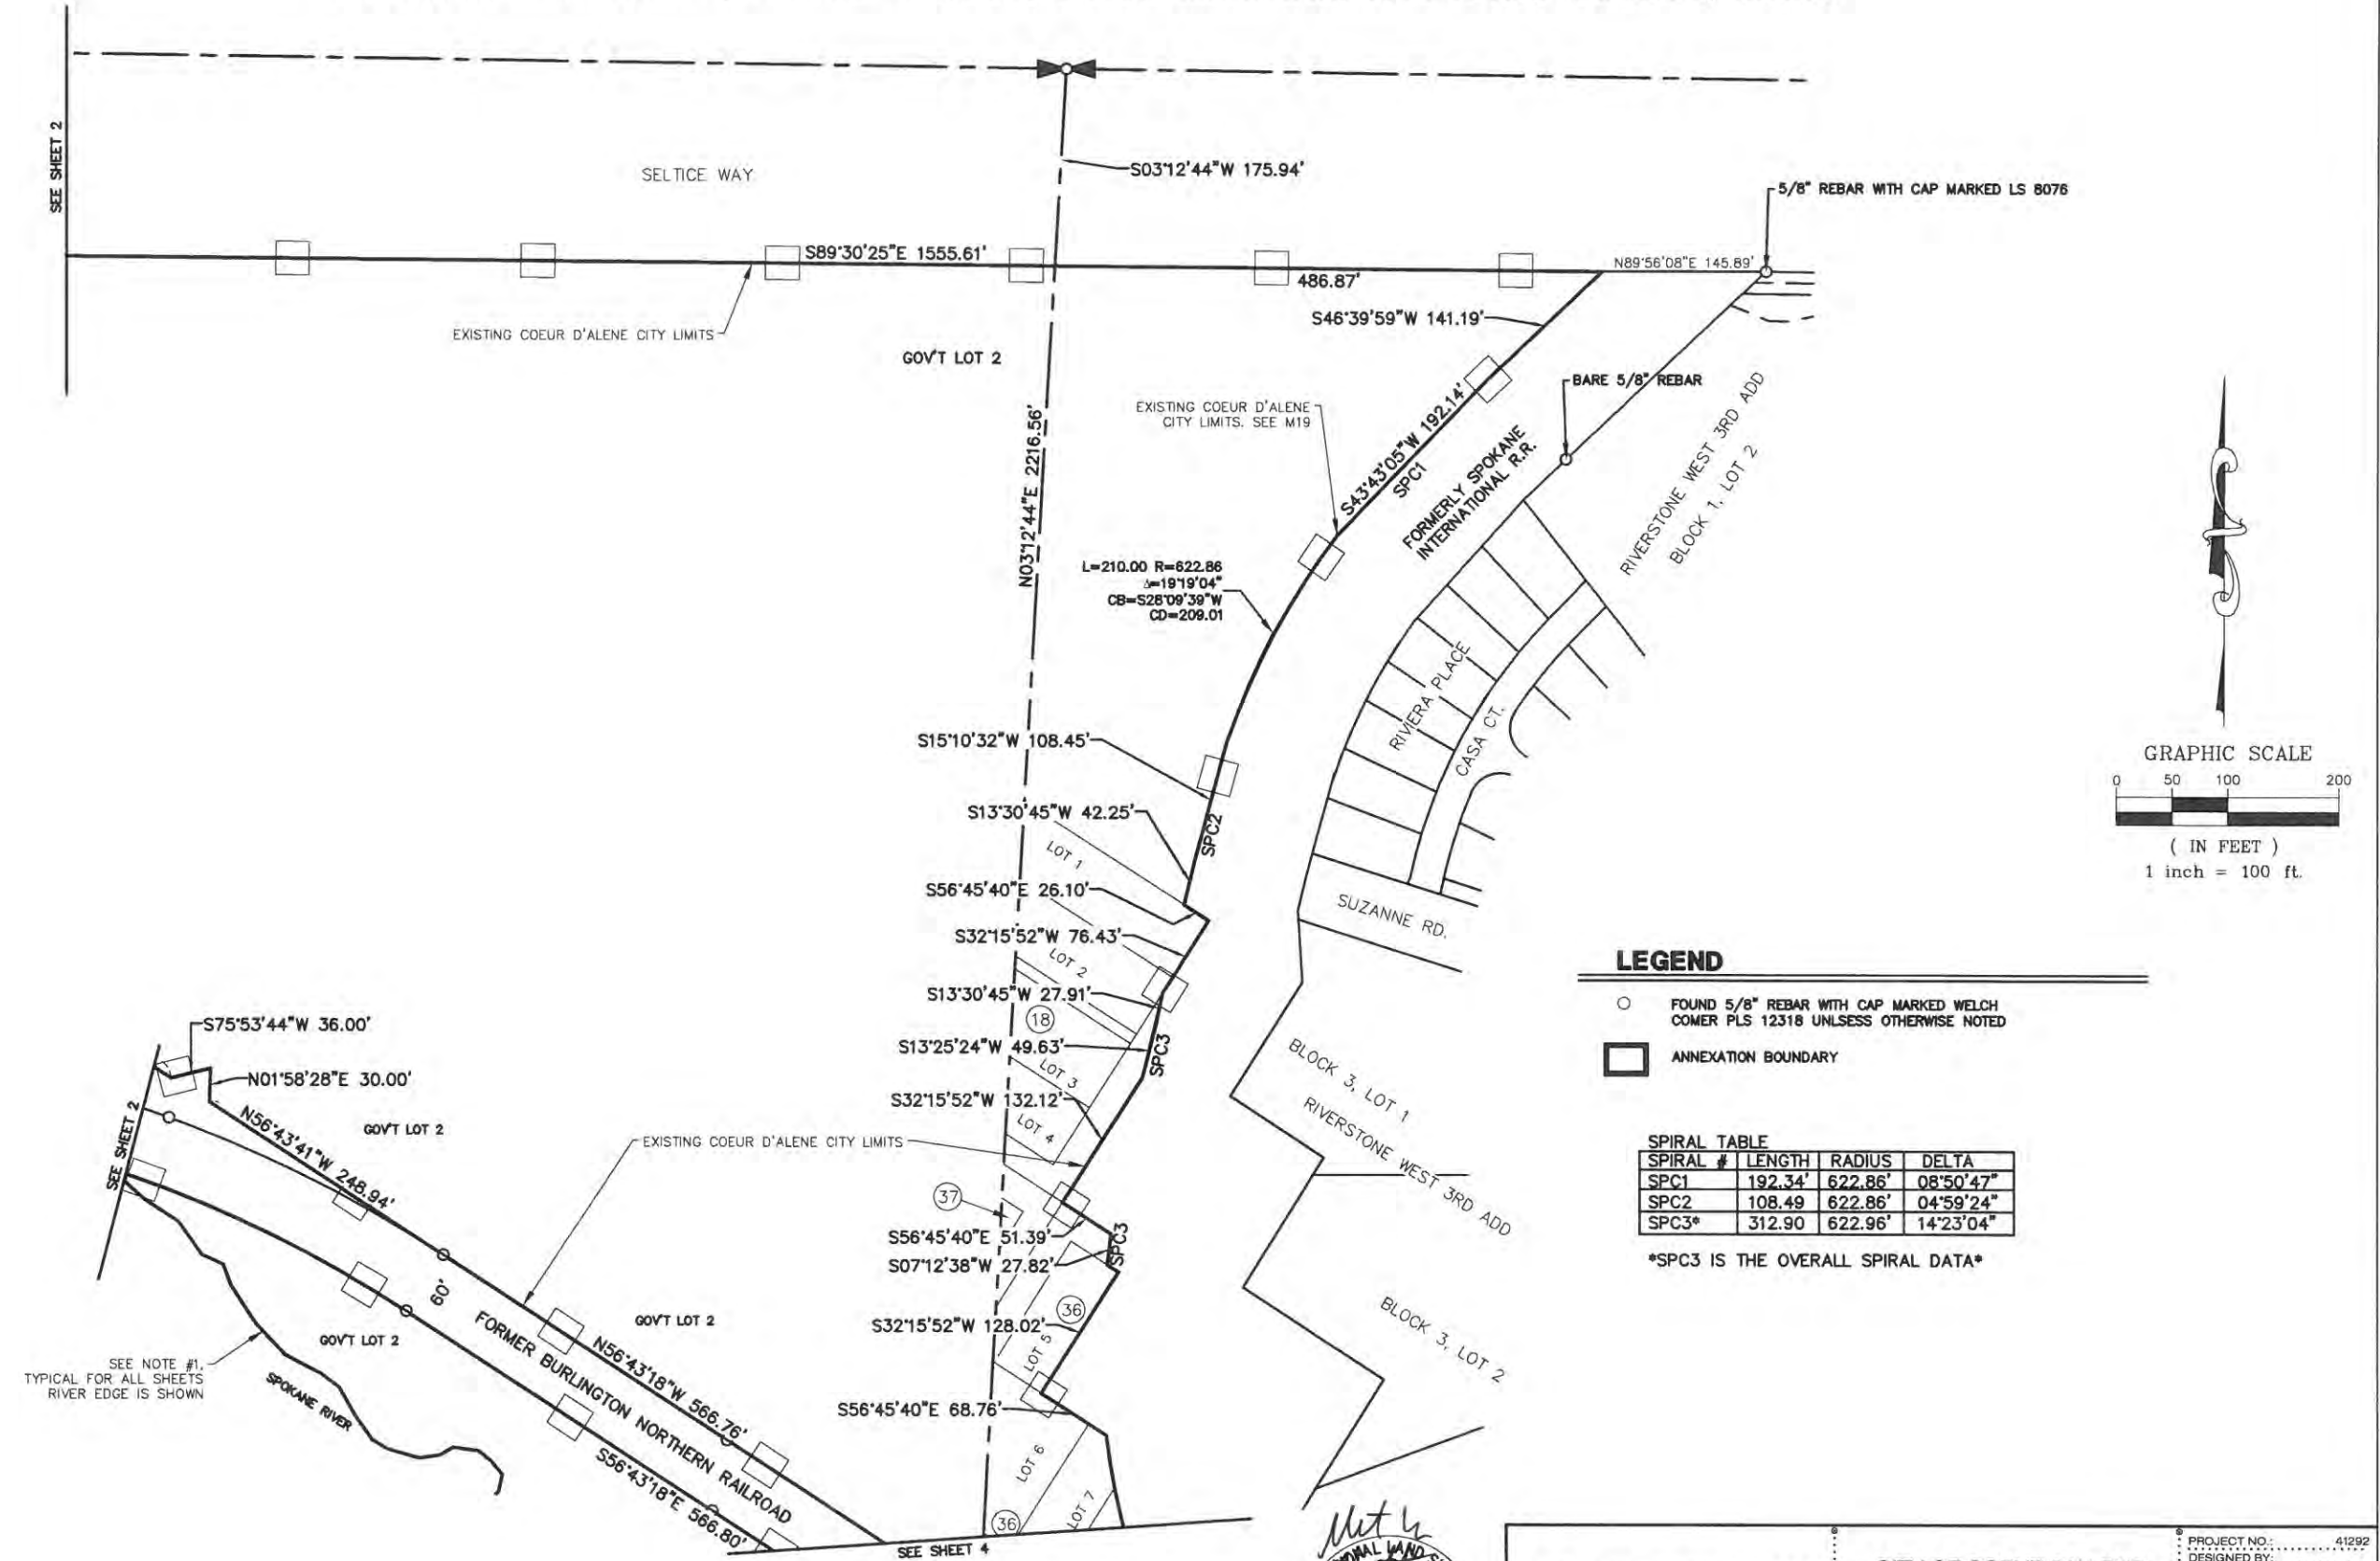 SEE SHEET 2
SELTICE WAY
S03°12'44"W 175.94'
5/8" REBAR WITH CAP MARKED LS 8076
S89°30'25"E 1555.61'
486.87'
N89°56'08"E 145.89'
EXISTING COEUR D'ALENE CITY LIMITS
GOV'T LOT 2
S46°39'59"W 141.19'
BARE 5/8" REBAR
EXISTING COEUR D'ALENE
CITY LIMITS. SEE M19
N03°12'44"E 2216.56'
S43°43'05"W 192.14'
SPC1
FORMERLY SPOKANE
INTERNATIONAL R.R.
RIVERSTONE WEST 3RD ADD
BLOCK 1, LOT 2
L=210.00 R=622.86
Δ=19°19'04"
CB=S28°09'39"W
CD=209.01
RIVIERA PLACE
CASA CT.
GRAPHIC SCALE
0 50 100 200
( IN FEET )
1 inch = 100 ft.
S15°10'32"W 108.45'
S13°30'45"W 42.25'
SPC2
LOT 1
S56°45'40"E 26.10'
SUZANNE RD.
S32°15'52"W 76.43'
LOT 2
S13°30'45"W 27.91'
18
S13°25'24"W 49.63'
SPC3
LOT 3
S32°15'52"W 132.12'
LOT 4
BLOCK 3, LOT 1
RIVERSTONE WEST 3RD ADD
LEGEND
FOUND 5/8" REBAR WITH CAP MARKED WELCH
COMER PLS 12318 UNLSESS OTHERWISE NOTED
ANNEXATION BOUNDARY
SPIRAL TABLE
SPIRAL # LENGTH RADIUS DELTA
SPC1 192.34' 622.86' 08°50'47"
SPC2 108.49 622.86' 04°59'24"
SPC3* 312.90 622.96' 14°23'04"
*SPC3 IS THE OVERALL SPIRAL DATA*
S75°53'44"W 36.00'
N01°58'28"E 30.00'
SEE SHEET 2
N56°43'41"W 248.94'
GOV'T LOT 2
EXISTING COEUR D'ALENE CITY LIMITS
37
S56°45'40"E 51.39'
SPC3
S07°12'38"W 27.82'
36
S32°15'52"W 128.02'
LOT 5
BLOCK 3, LOT 2
60'
GOV'T LOT 2
GOV'T LOT 2
SEE NOTE #1,
TYPICAL FOR ALL SHEETS
RIVER EDGE IS SHOWN
SPOKANE RIVER
N56°43'18"W 566.76'
FORMER BURLINGTON NORTHERN RAILROAD
S56°43'18"E 566.80'
S56°45'40"E 68.76'
LOT 6
LOT 7
36
SEE SHEET 4
PROJECT NO.: 41292
DESIGNED BY: